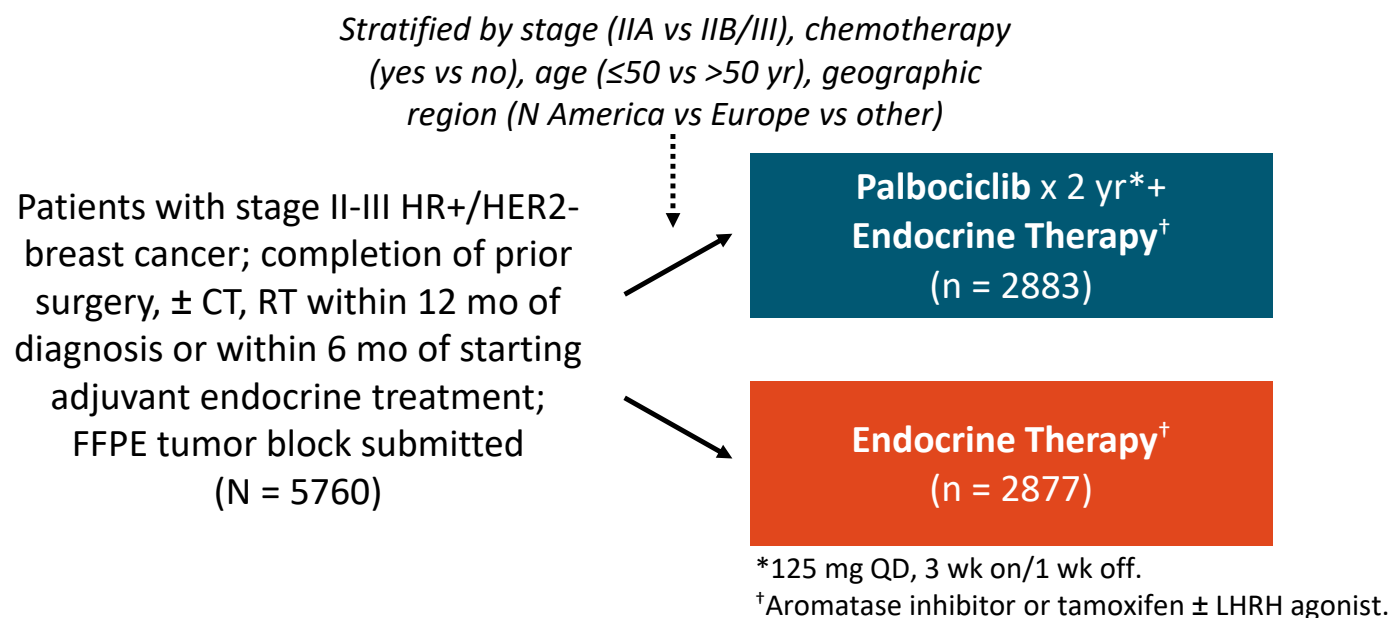 Stratified by stage (IIA vs IIB/III), chemotherapy
(yes vs no), age (≤50 vs >50 yr), geographic
region (N America vs Europe vs other)
Patients with stage II-III HR+/HER2-
breast cancer; completion of prior
surgery, ± CT, RT within 12 mo of
diagnosis or within 6 mo of starting
adjuvant endocrine treatment;
FFPE tumor block submitted
(N = 5760)
Palbociclib x 2 yr*+
Endocrine Therapy†
(n = 2883)
Endocrine Therapy†
(n = 2877)
*125 mg QD, 3 wk on/1 wk off.
†Aromatase inhibitor or tamoxifen ± LHRH agonist.